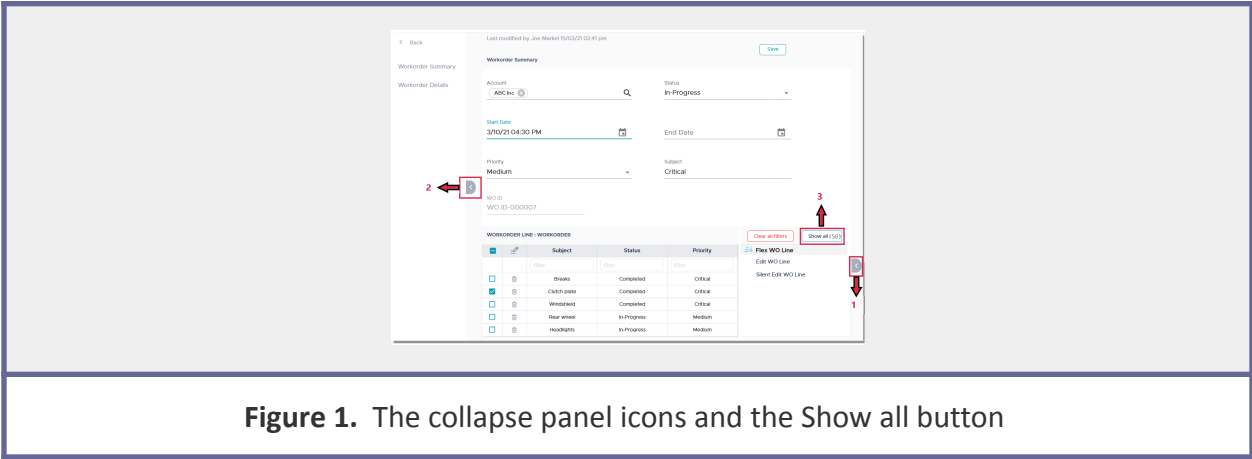 Back
Last modified by Joe Markel 15/03/21 02:41 pm
Save
Workorder Summary
Workorder Summary
Workorder Details
Account
ABC Inc
Status
In-Progress
Start Date
3/10/21 04:30 PM
End Date
Priority
Medium
Subject
Critical
2
WO ID
WO ID-000007
3
WORKORDER LINE : WORKORDER
Clear all filters
Show all (50)
Subject Status Priority
filter filter filter
Breaks Completed Critical
Clutch plate Completed Critical
Windshield Completed Critical
Rear wheel In-Progress Medium
Headlights In-Progress Medium
Flex WO Line
Edit WO Line
Silent Edit WO Line
1
Figure 1. The collapse panel icons and the Show all button